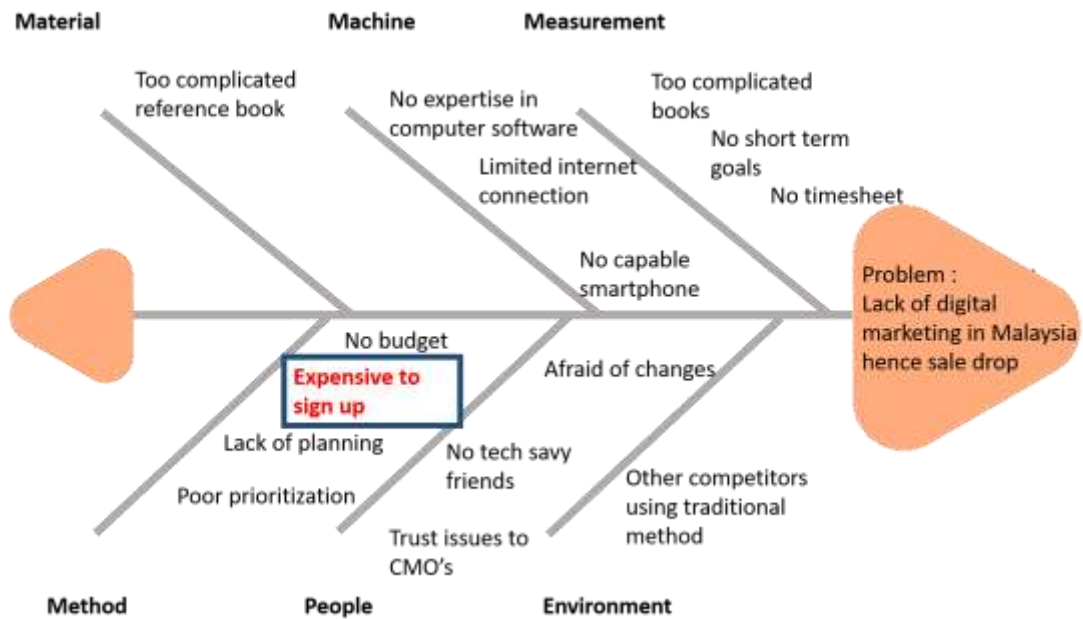 Material
Machine
Measurement
Too complicated
reference book
No expertise in
computer software
Limited internet
connection
No capable
smartphone
Too complicated
books
No short term
goals
No timesheet
Problem :
Lack of digital
marketing in Malaysia
hence sale drop
No budget
Expensive to
sign up
Lack of planning
Poor prioritization
Afraid of changes
No tech savy
friends
Trust issues to
CMO's
Other competitors
using traditional
method
Method
People
Environment